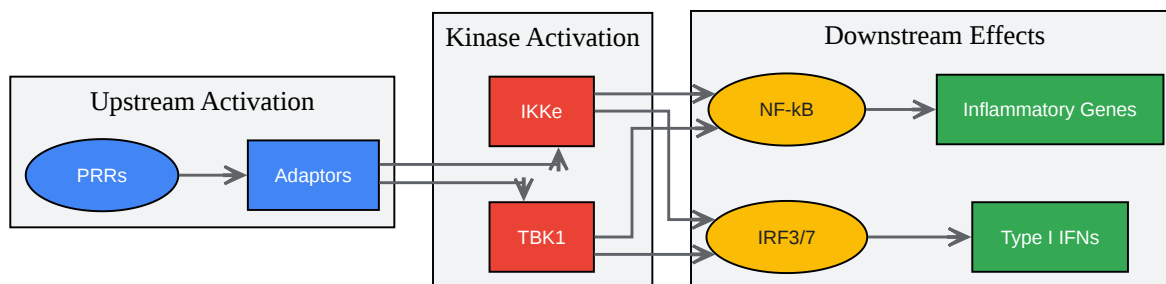 Upstream Activation
PRRs
Adaptors
Kinase Activation
IKKe
TBK1
Downstream Effects
NF-kB
Inflammatory Genes
IRF3/7
Type I IFNs